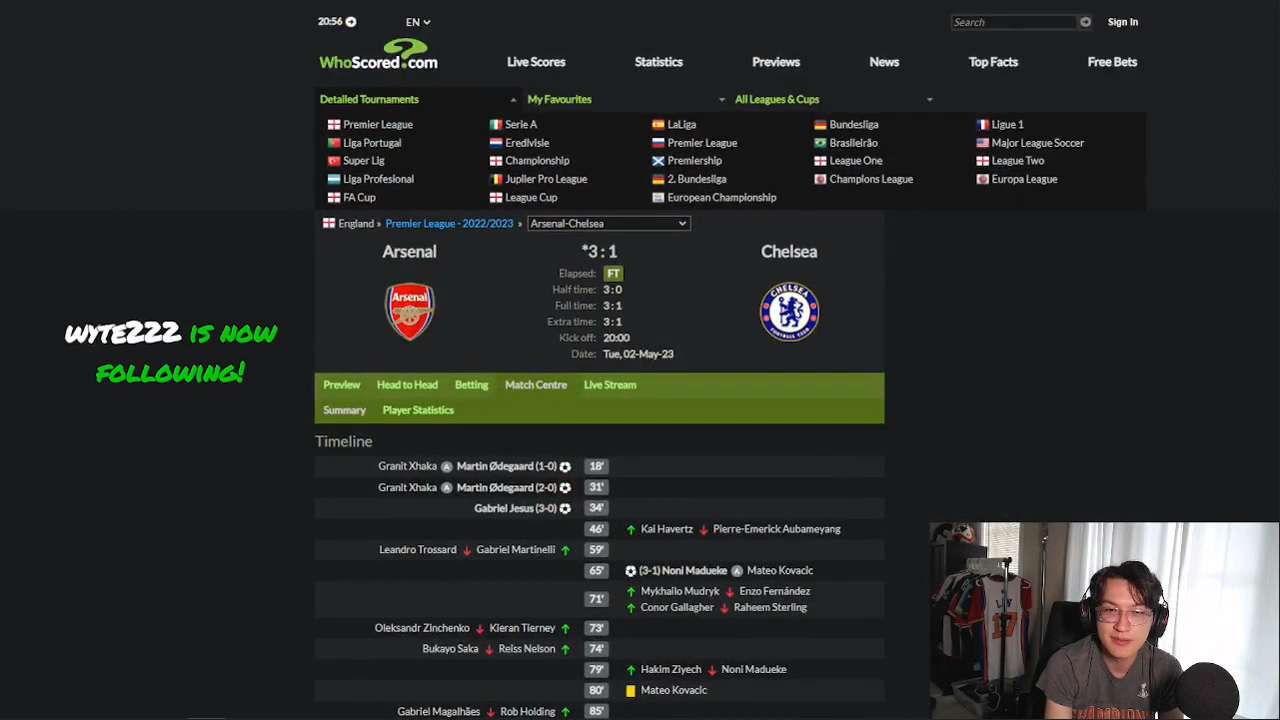 20:56
EN
Search
Sign In
WhoScored.com
Live Scores
Statistics
Previews
News
Top Facts
Free Bets
Detailed Tournaments
My Favourites
All Leagues & Cups
Premier League
Serie A
LaLiga
Bundesliga
Ligue 1
Liga Portugal
Eredivisie
Premier League
Brasileirão
Major League Soccer
Super Lig
Championship
Premiership
League One
League Two
Liga Profesional
Jupiler Pro League
2. Bundesliga
Champions League
Europa League
FA Cup
League Cup
European Championship
England » Premier League - 2022/2023 » Arsenal-Chelsea
Arsenal
*3 : 1
Chelsea
Elapsed: FT
Half time: 3 : 0
Full time: 3 : 1
Extra time: 3 : 1
Kick off: 20:00
Date: Tue, 02-May-23
Arsenal
CHELSEA
FOOTBALL CLUB
wyte222 is now
following!
Preview
Head to Head
Betting
Match Centre
Live Stream
Summary
Player Statistics
Timeline
Granit Xhaka A Martin Ødegaard (1-0) 18'
Granit Xhaka A Martin Ødegaard (2-0) 31'
Gabriel Jesus (3-0) 34'
46' Kai Havertz Pierre-Emerick Aubameyang
Leandro Trossard Gabriel Martinelli 59'
65' (3-1) Noni Madueke A Mateo Kovacic
71' Mykhailo Mudryk Enzo Fernández
Conor Gallagher Raheem Sterling
Oleksandr Zinchenko Kieran Tierney 73'
Bukayo Saka Reiss Nelson 74'
79' Hakim Ziyech Noni Madueke
80' Mateo Kovacic
Gabriel Magalhães Rob Holding 85'
LIN
17